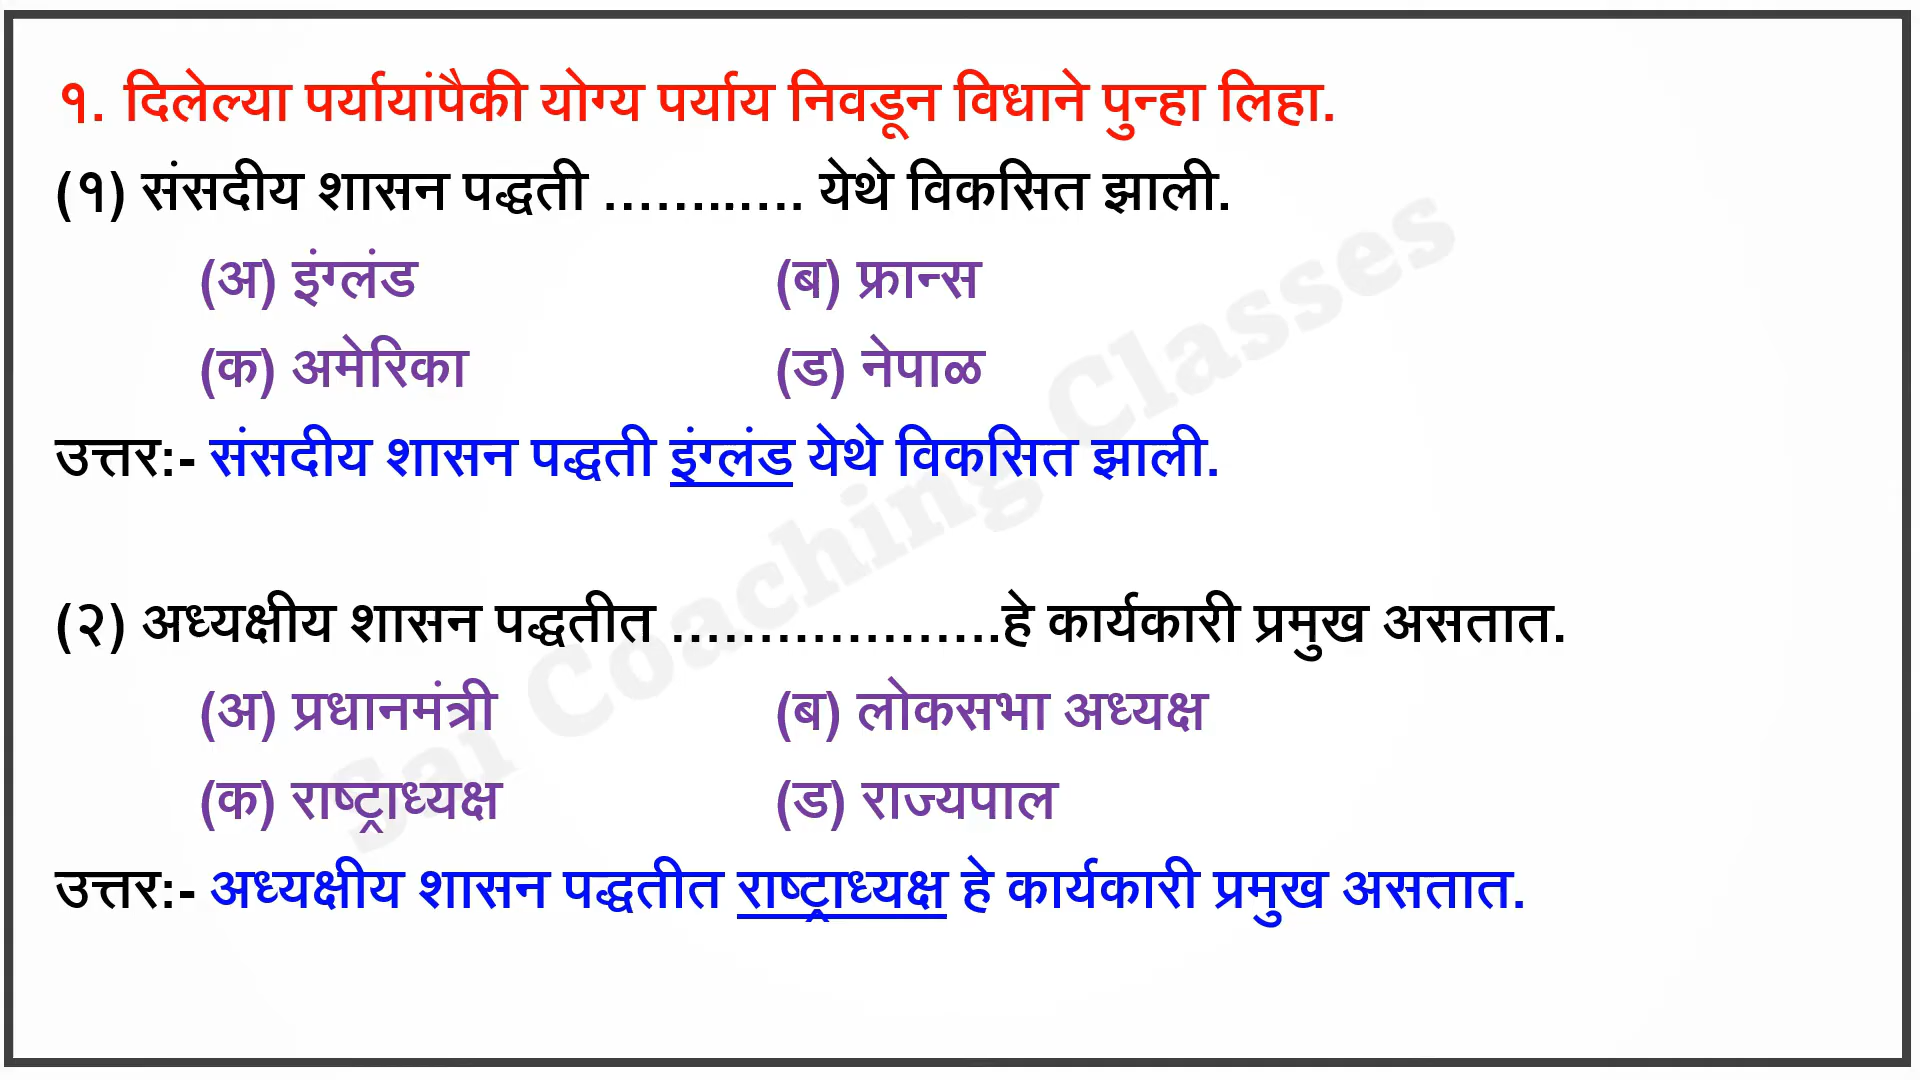 १. दिलेल्या पर्यायांपैकी योग्य पर्याय निवडून विधाने पुन्हा लिहा.
(१) संसदीय शासन पद्धती ……..…. येथे विकसित झाली.
(अ) इंग्लंड (ब) फ्रान्स
(क) अमेरिका (ड) नेपाळ
उत्तर:- संसदीय शासन पद्धती इंग्लंड येथे विकसित झाली.
(२) अध्यक्षीय शासन पद्धतीत ……………….हे कार्यकारी प्रमुख असतात.
(अ) प्रधानमंत्री (ब) लोकसभा अध्यक्ष
(क) राष्ट्राध्यक्ष (ड) राज्यपाल
उत्तर:- अध्यक्षीय शासन पद्धतीत राष्ट्राध्यक्ष हे कार्यकारी प्रमुख असतात.
Sai Coaching Classes